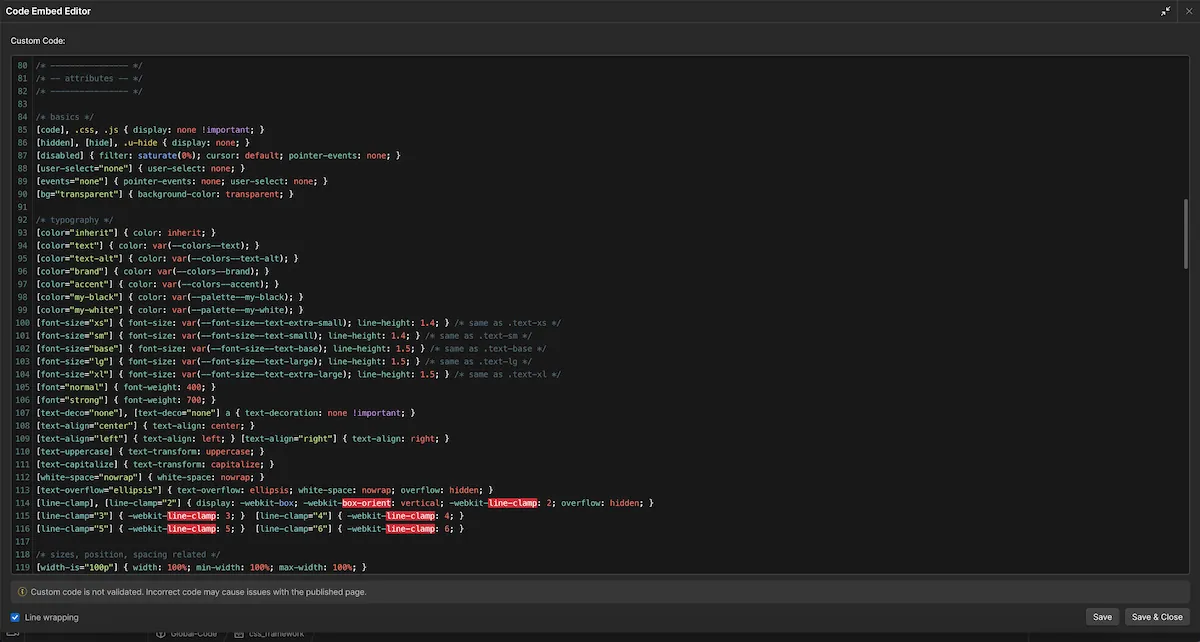 Code Embed Editor
Custom Code:
80 /* ——————————————— */
81 /* —— attributes —— */
82 /* ——————————————— */
83
84 /* basics */
85 [code], .css, .js { display: none !important; }
86 [hidden], [hide], .u-hide { display: none; }
87 [disabled] { filter: saturate(0%); cursor: default; pointer-events: none; }
88 [user-select="none"] { user-select: none; }
89 [events="none"] { pointer-events: none; user-select: none; }
90 [bg="transparent"] { background-color: transparent; }
91
92 /* typography */
93 [color="inherit"] { color: inherit; }
94 [color="text"] { color: var(--colors--text); }
95 [color="text-alt"] { color: var(--colors--text-alt); }
96 [color="brand"] { color: var(--colors--brand); }
97 [color="accent"] { color: var(--colors--accent); }
98 [color="my-black"] { color: var(--palette--my-black); }
99 [color="my-white"] { color: var(--palette--my-white); }
100 [font-size="xs"] { font-size: var(--font-size--text-extra-small); line-height: 1.4; } /* same as .text-xs */
101 [font-size="sm"] { font-size: var(--font-size--text-small); line-height: 1.4; } /* same as .text-sm */
102 [font-size="base"] { font-size: var(--font-size--text-base); line-height: 1.5; } /* same as .text-base */
103 [font-size="lg"] { font-size: var(--font-size--text-large); line-height: 1.5; } /* same as .text-lg */
104 [font-size="xl"] { font-size: var(--font-size--text-extra-large); line-height: 1.5; } /* same as .text-xl */
105 [font="normal"] { font-weight: 400; }
106 [font="strong"] { font-weight: 700; }
107 [text-deco="none"], [text-deco="none"] a { text-decoration: none !important; }
108 [text-align="center"] { text-align: center; }
109 [text-align="left"] { text-align: left; } [text-align="right"] { text-align: right; }
110 [text-uppercase] { text-transform: uppercase; }
111 [text-capitalize] { text-transform: capitalize; }
112 [white-space="nowrap"] { white-space: nowrap; }
113 [text-overflow="ellipsis"] { text-overflow: ellipsis; white-space: nowrap; overflow: hidden; }
114 [line-clamp], [line-clamp="2"] { display: -webkit-box; -webkit-box-orient: vertical; -webkit-line-clamp: 2; overflow: hidden; }
115 [line-clamp="3"] { -webkit-line-clamp: 3; }  [line-clamp="4"] { -webkit-line-clamp: 4; }
116 [line-clamp="5"] { -webkit-line-clamp: 5; }  [line-clamp="6"] { -webkit-line-clamp: 6; }
117
118 /* sizes, position, spacing related */
119 [width-is="100p"] { width: 100%; min-width: 100%; max-width: 100%; }
Custom code is not validated. Incorrect code may cause issues with the published page.
Line wrapping
Save
Save & Close
Global-Code
css_framework